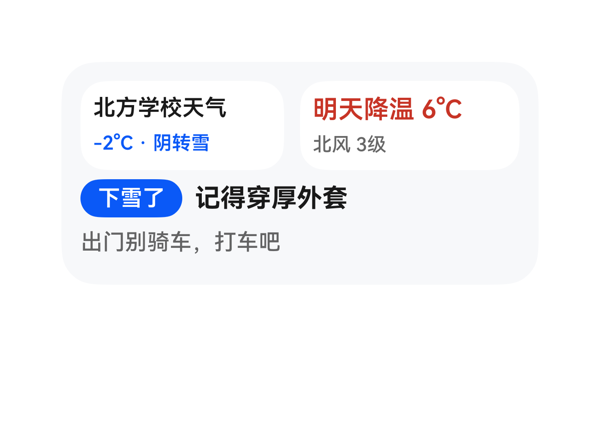 北方学校天气
-2°C · 阴转雪
明天降温 6°C
北风 3级
下雪了 记得穿厚外套
出门别骑车，打车吧